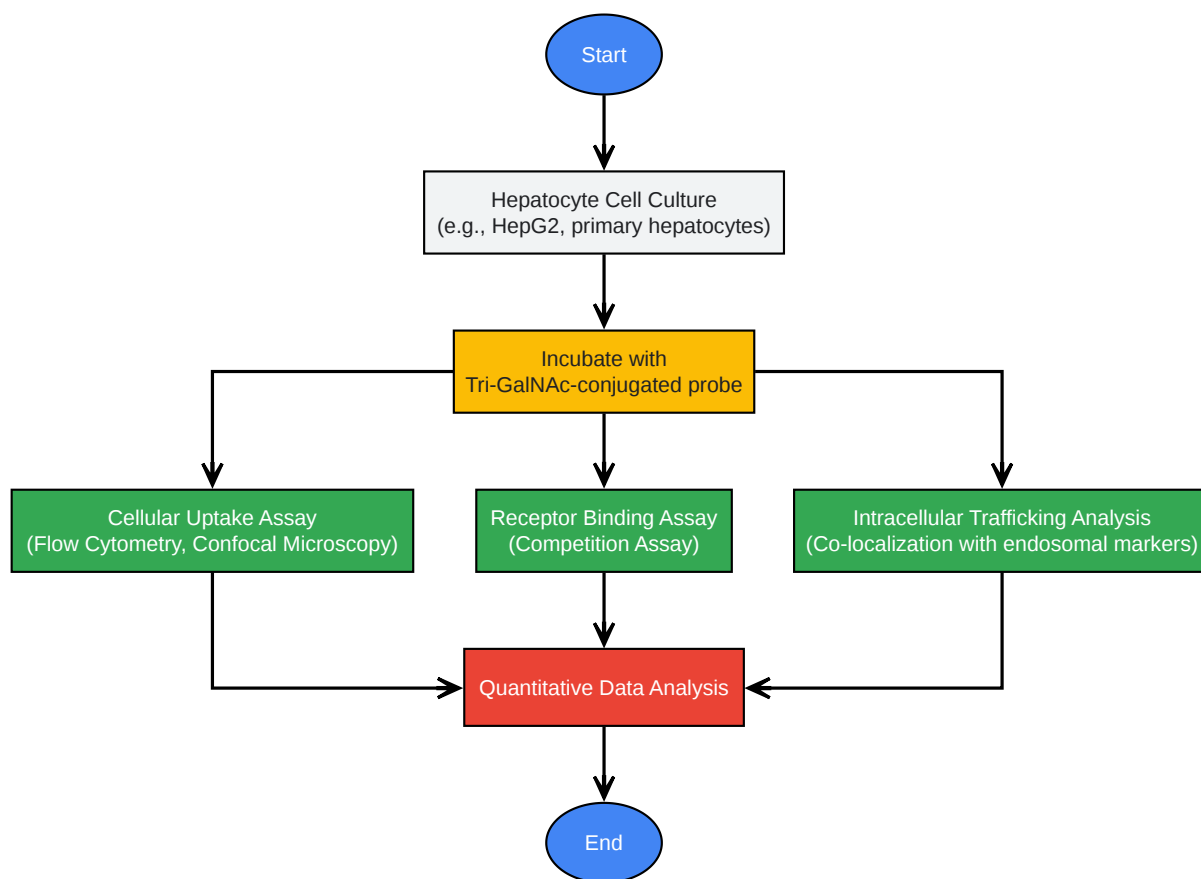 Start
Hepatocyte Cell Culture
(e.g., HepG2, primary hepatocytes)
Incubate with
Tri-GalNAc-conjugated probe
Cellular Uptake Assay
(Flow Cytometry, Confocal Microscopy)
Receptor Binding Assay
(Competition Assay)
Intracellular Trafficking Analysis
(Co-localization with endosomal markers)
Quantitative Data Analysis
End